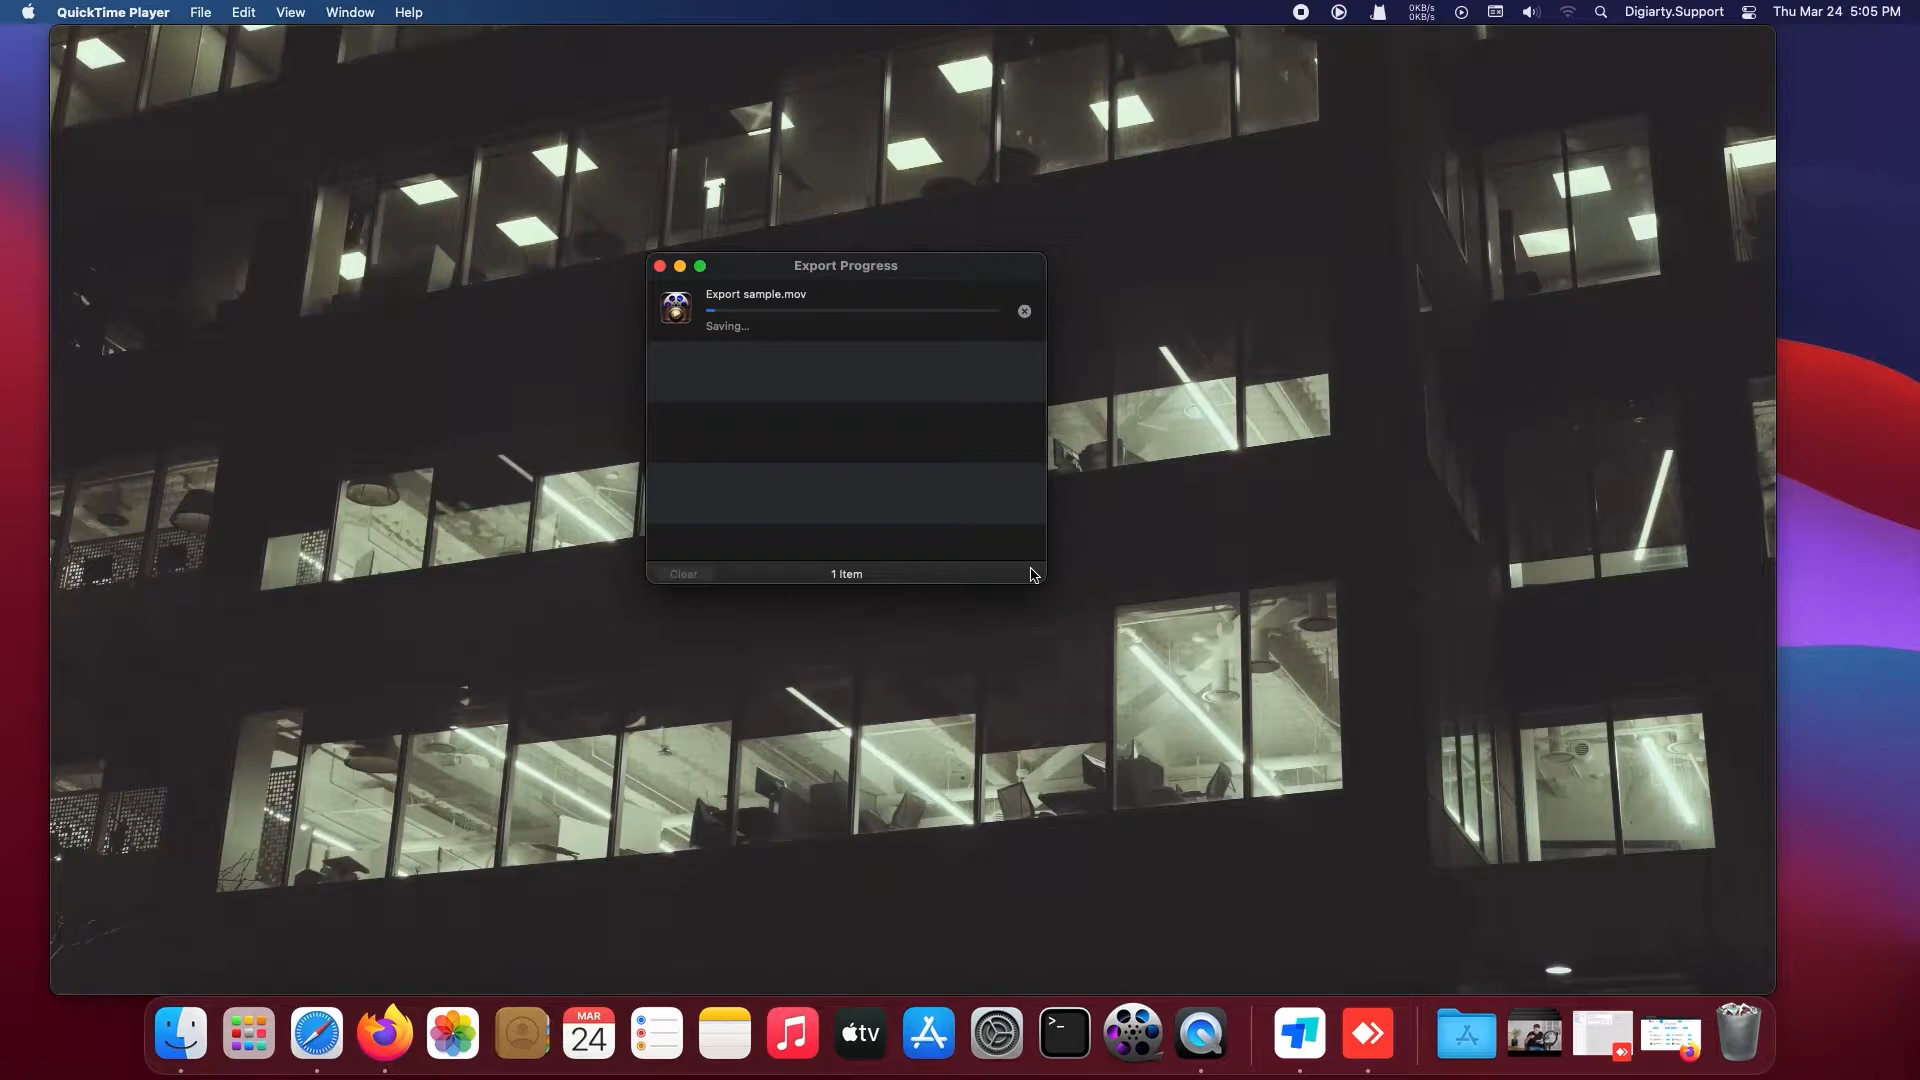 QuickTime Player File Edit View Window Help 0KB/s Digiarty.Support Thu Mar 24 5:05 PM
0KB/s
Export Progress
Export sample.mov
Saving...
Clear 1 Item
MAR
24
tv
>_